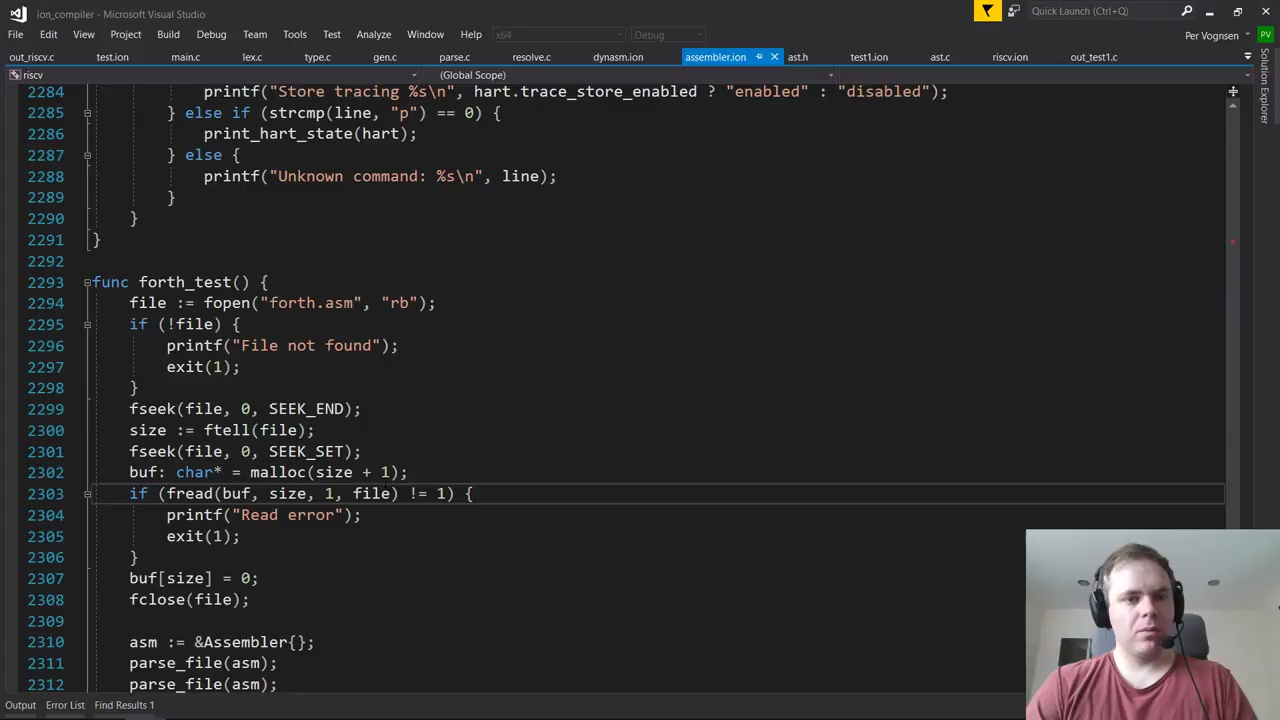 ion_compiler - Microsoft Visual Studio
Quick Launch (Ctrl+Q)
File Edit View Project Build Debug Team Tools Test Analyze Window Help x64 Debug Per Vognsen PV
out_riscv.c test.ion main.c lex.c type.c gen.c parse.c resolve.c dynasm.ion assembler.ion ast.h test1.ion ast.c riscv.ion out_test1.c
riscv (Global Scope)
Solution Explorer
2284 printf("Store tracing %s\n", hart.trace_store_enabled ? "enabled" : "disabled");
2285 } else if (strcmp(line, "p") == 0) {
2286 print_hart_state(hart);
2287 } else {
2288 printf("Unknown command: %s\n", line);
2289 }
2290 }
2291 }
2292
2293 func forth_test() {
2294 file := fopen("forth.asm", "rb");
2295 if (!file) {
2296 printf("File not found");
2297 exit(1);
2298 }
2299 fseek(file, 0, SEEK_END);
2300 size := ftell(file);
2301 fseek(file, 0, SEEK_SET);
2302 buf: char* = malloc(size + 1);
2303 if (fread(buf, size, 1, file) != 1) {
2304 printf("Read error");
2305 exit(1);
2306 }
2307 buf[size] = 0;
2308 fclose(file);
2309
2310 asm := &Assembler{};
2311 parse_file(asm);
2312 parse_file(asm);
Output Error List Find Results 1